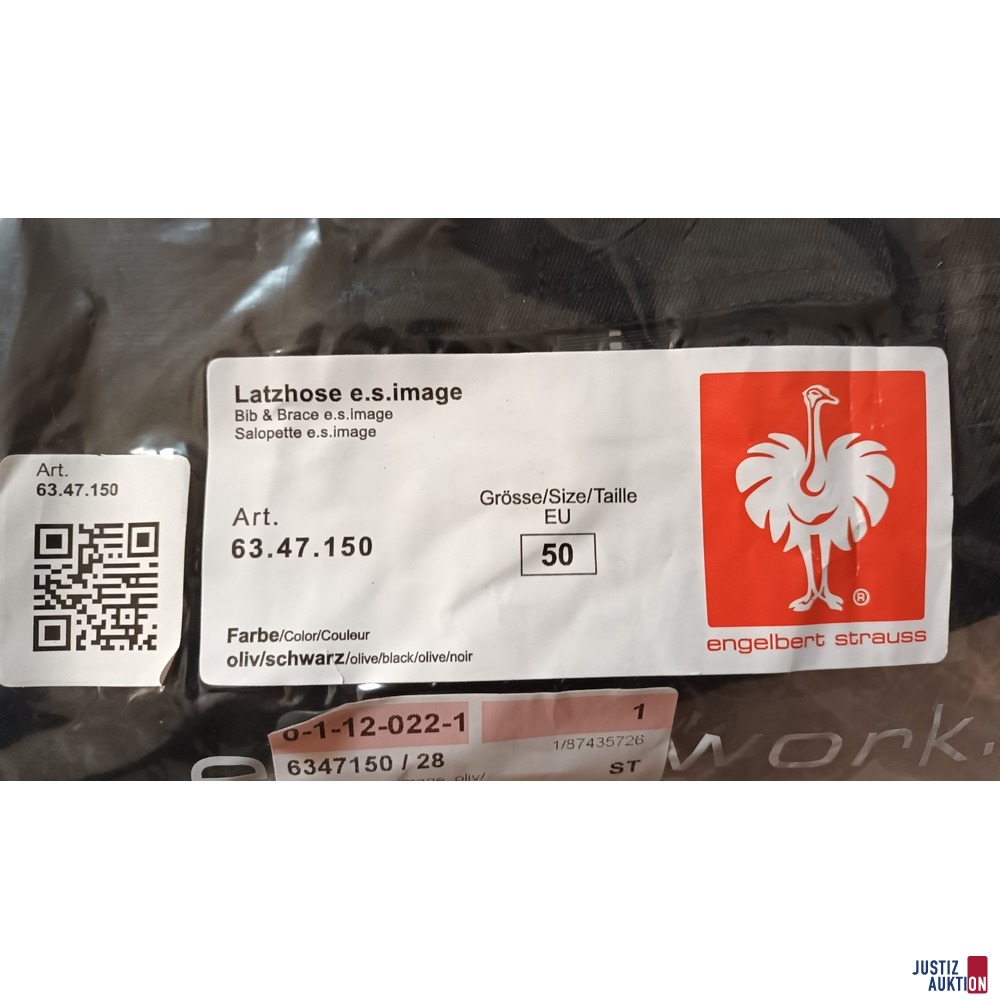 Latzhose e.s.image
Bib & Brace e.s.image
Salopette e.s.image
Art.
63.47.150
Grösse/Size/Taille
EU
50
Farbe/Color/Couleur
oliv/schwarz/olive/black/olive/noir
®
engelbert strauss
Art.
63.47.150
-1-12-022-1
1
1/87435726
6347150 / 28
ST
oliv/
work.
JUSTIZ
AUKTION